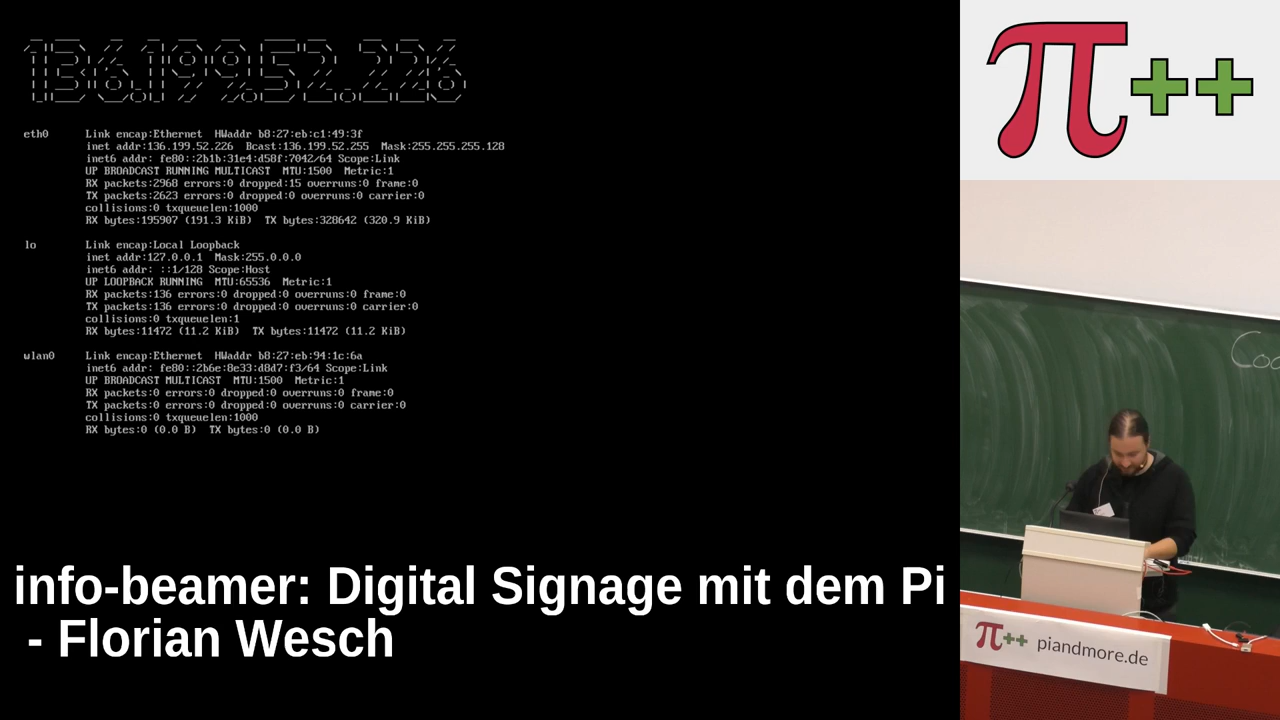 136.199.52.226
eth0 Link encap:Ethernet HWaddr b8:27:eb:c1:49:3f
inet addr:136.199.52.226 Bcast:136.199.52.255 Mask:255.255.255.128
inet6 addr: fe80::2b1b:31e4:d58f:7042/64 Scope:Link
UP BROADCAST RUNNING MULTICAST MTU:1500 Metric:1
RX packets:2968 errors:0 dropped:15 overruns:0 frame:0
TX packets:2623 errors:0 dropped:0 overruns:0 carrier:0
collisions:0 txqueuelen:1000
RX bytes:195907 (191.3 KiB) TX bytes:328642 (320.9 KiB)
lo Link encap:Local Loopback
inet addr:127.0.0.1 Mask:255.0.0.0
inet6 addr: ::1/128 Scope:Host
UP LOOPBACK RUNNING MTU:65536 Metric:1
RX packets:136 errors:0 dropped:0 overruns:0 frame:0
TX packets:136 errors:0 dropped:0 overruns:0 carrier:0
collisions:0 txqueuelen:1
RX bytes:11472 (11.2 KiB) TX bytes:11472 (11.2 KiB)
wlan0 Link encap:Ethernet HWaddr b8:27:eb:94:1c:6a
inet6 addr: fe80::2b6e:8e33:d8d7:f3/64 Scope:Link
UP BROADCAST MULTICAST MTU:1500 Metric:1
RX packets:0 errors:0 dropped:0 overruns:0 frame:0
TX packets:0 errors:0 dropped:0 overruns:0 carrier:0
collisions:0 txqueuelen:1000
RX bytes:0 (0.0 B) TX bytes:0 (0.0 B)
info-beamer: Digital Signage mit dem Pi
- Florian Wesch
π++
Coo
π++ piandmore.de